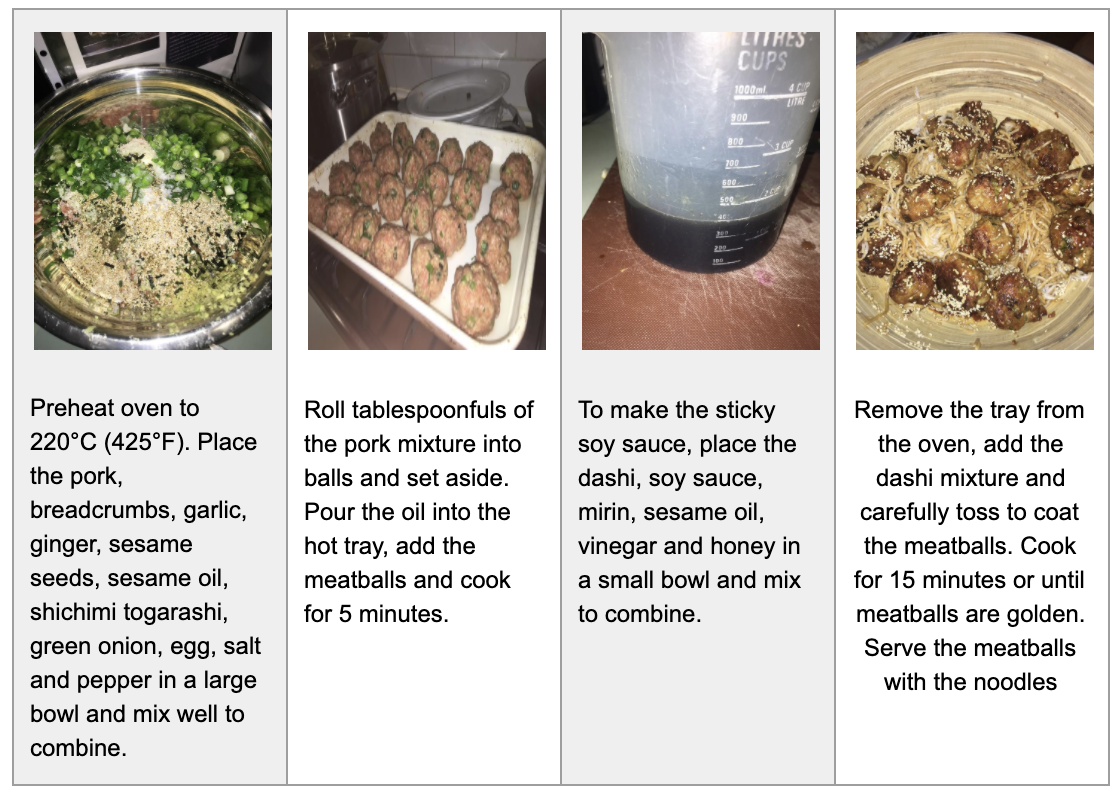 LITRES
CUPS
1000ml 4 CUP
LITRE
900
800 3 CUP
700
600
500 2 CUP
300
200
100
Preheat oven to
220°C (425°F). Place
the pork,
breadcrumbs, garlic,
ginger, sesame
seeds, sesame oil,
shichimi togarashi,
green onion, egg, salt
and pepper in a large
bowl and mix well to
combine.
Roll tablespoonfuls of
the pork mixture into
balls and set aside.
Pour the oil into the
hot tray, add the
meatballs and cook
for 5 minutes.
To make the sticky
soy sauce, place the
dashi, soy sauce,
mirin, sesame oil,
vinegar and honey in
a small bowl and mix
to combine.
Remove the tray from
the oven, add the
dashi mixture and
carefully toss to coat
the meatballs. Cook
for 15 minutes or until
meatballs are golden.
Serve the meatballs
with the noodles